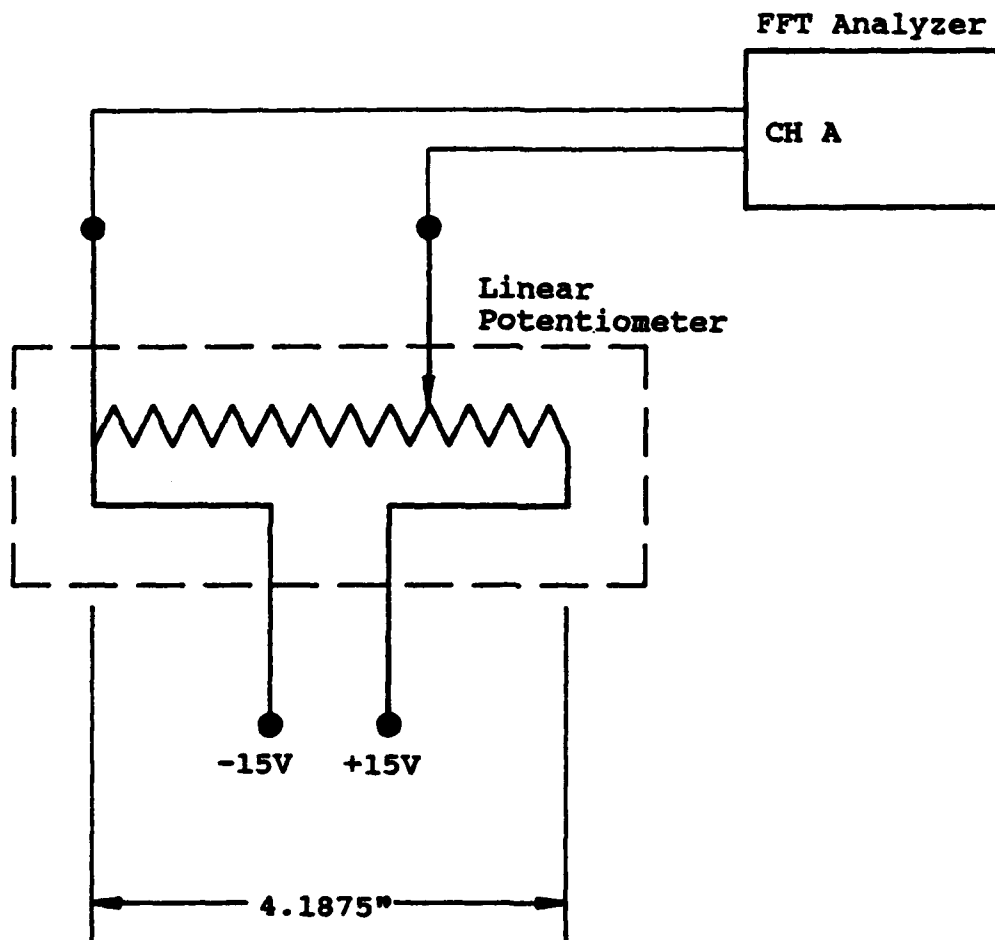 FFT Analyzer
CH A
Linear
Potentiometer
-15V +15V
4.1875"